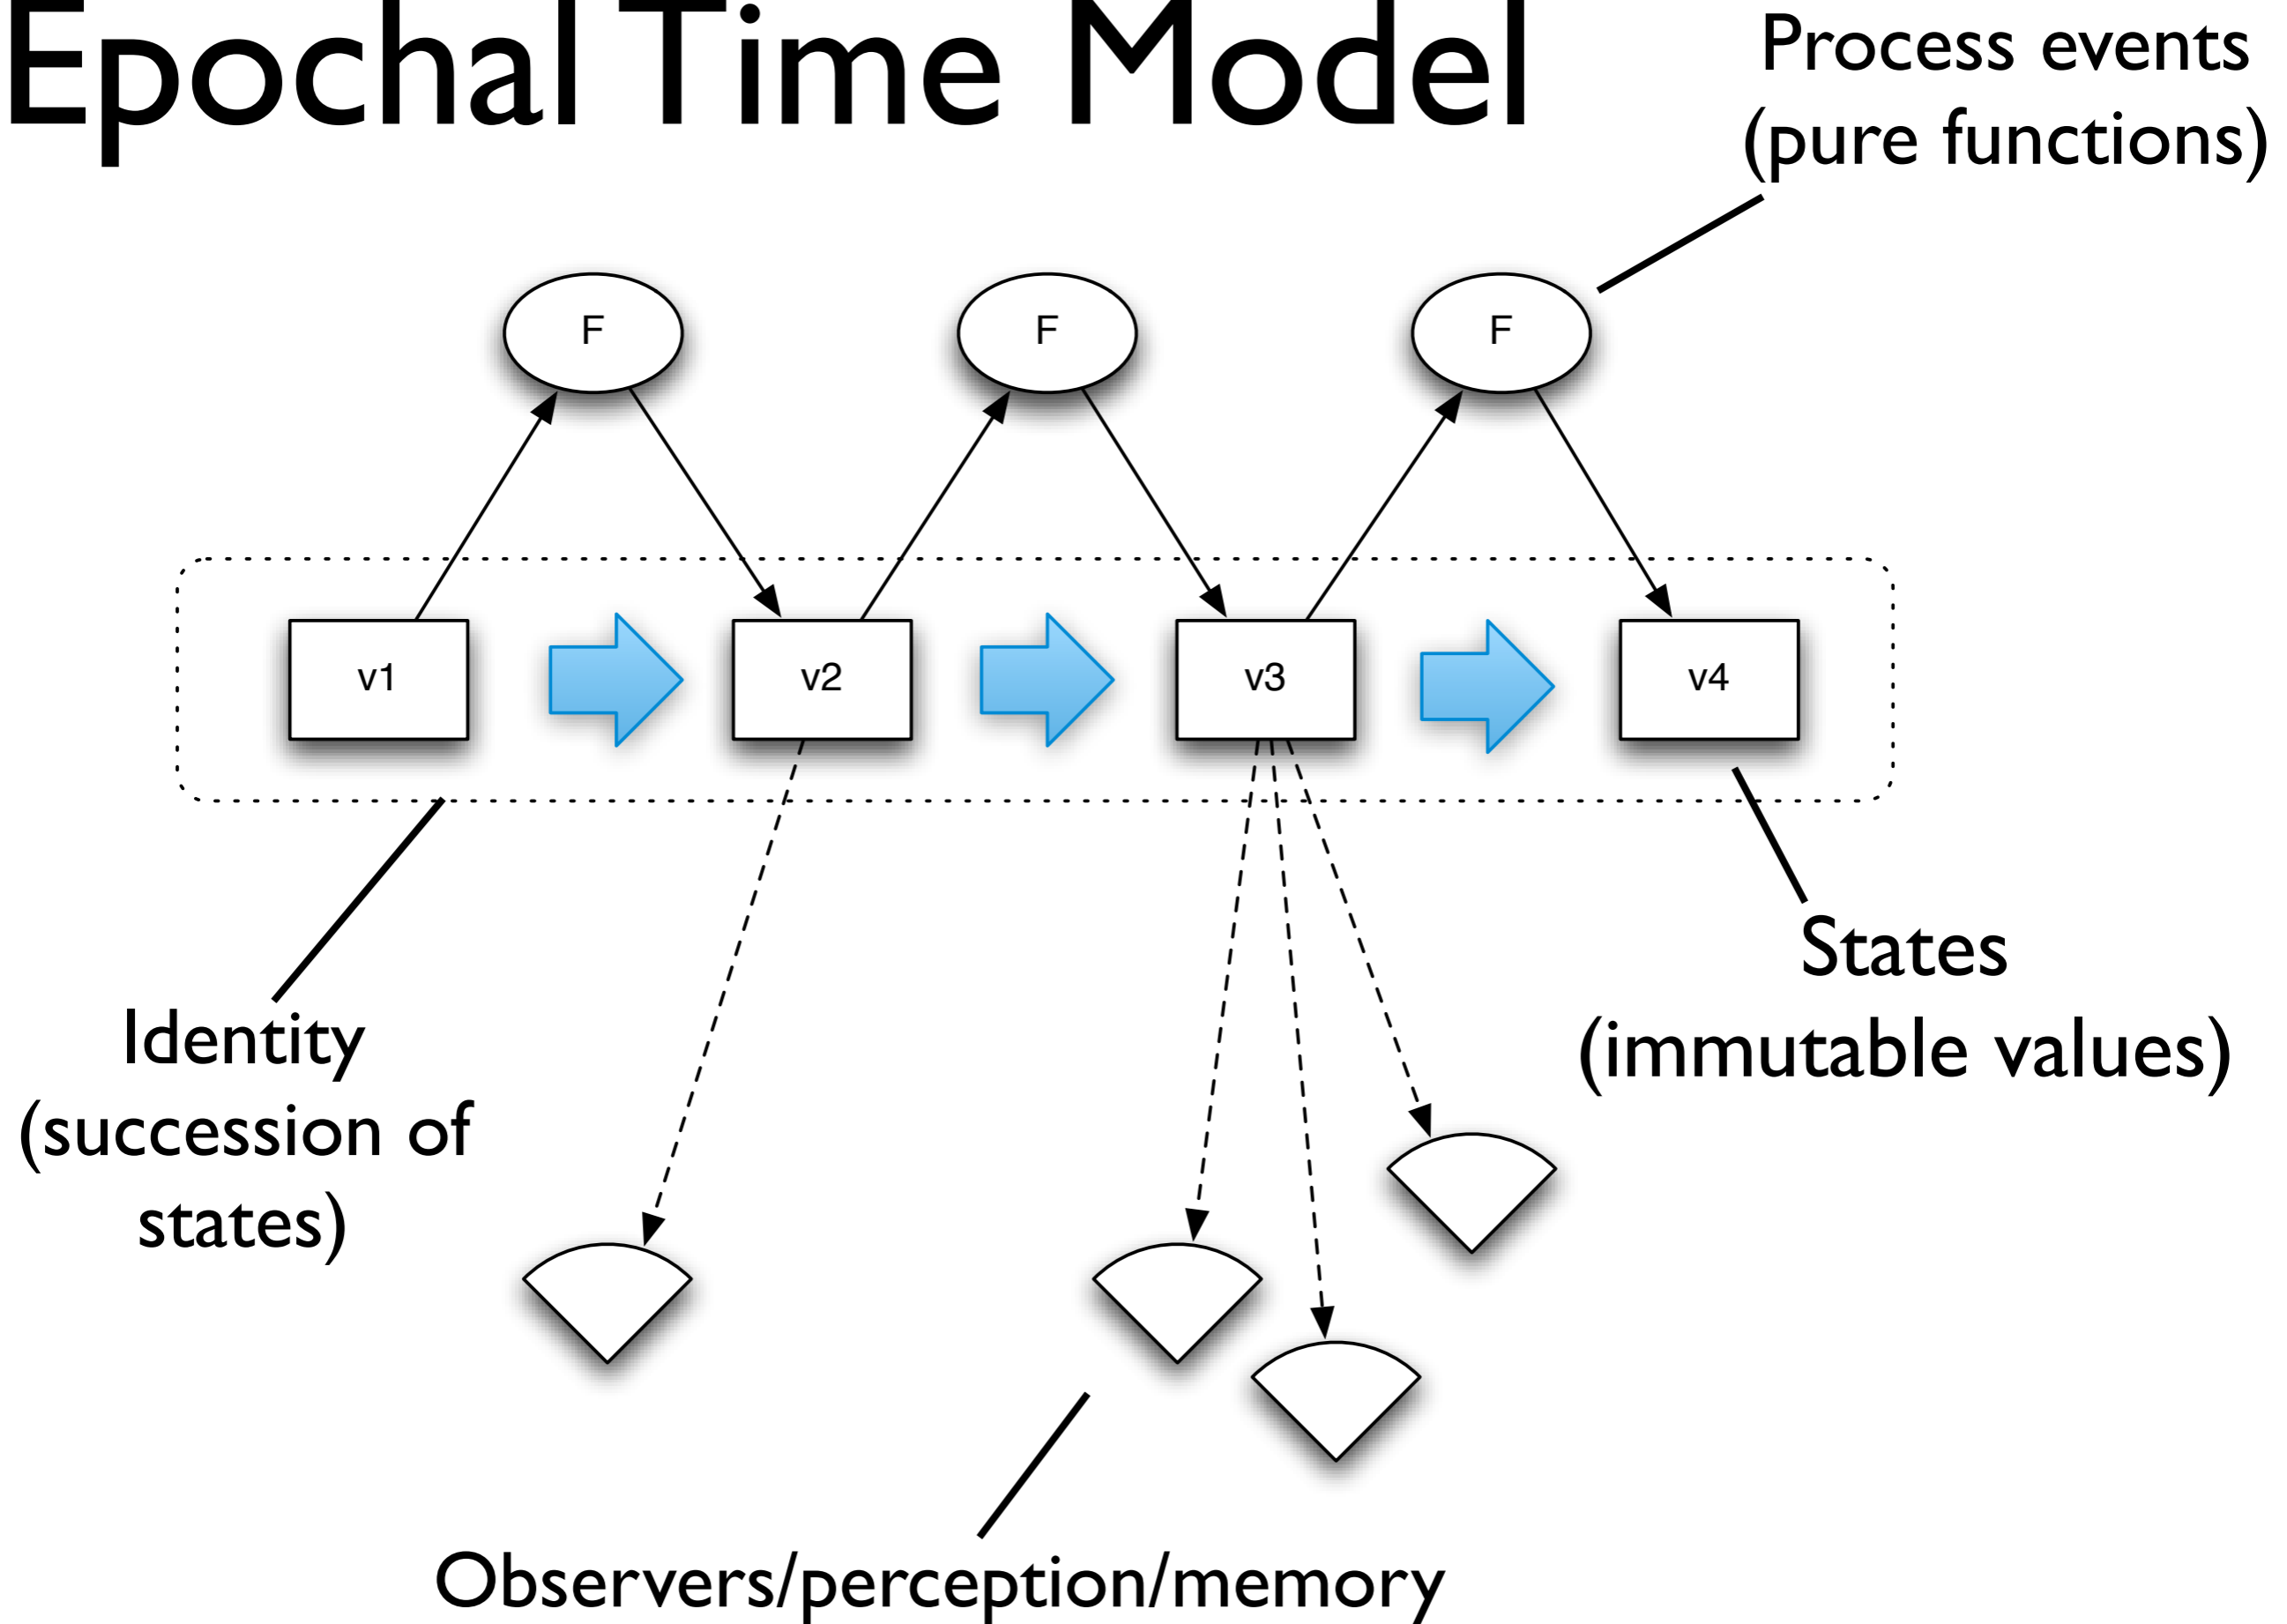 Epochal Time Model
Process events
(pure functions)
F
F
F
v1
v2
v3
v4
States
(immutable values)
Identity
(succession of
states)
Observers/perception/memory